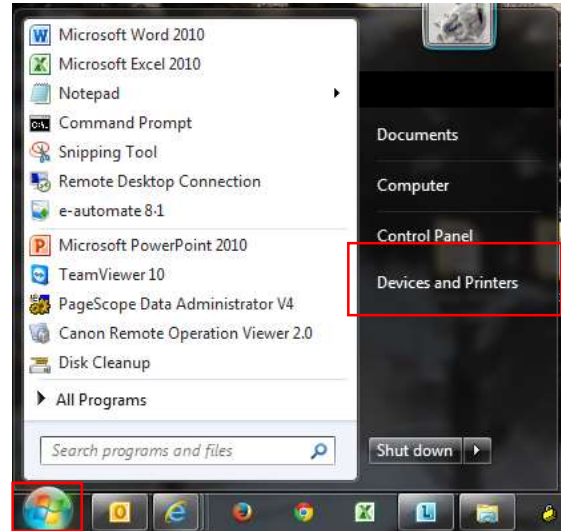 Microsoft Word 2010
Microsoft Excel 2010
Notepad
Command Prompt
Snipping Tool
Remote Desktop Connection
e-automate 8-1
Microsoft PowerPoint 2010
TeamViewer 10
PageScope Data Administrator V4
Canon Remote Operation Viewer 2.0
Disk Cleanup
All Programs
Search programs and files
Documents
Computer
Control Panel
Devices and Printers
Shut down